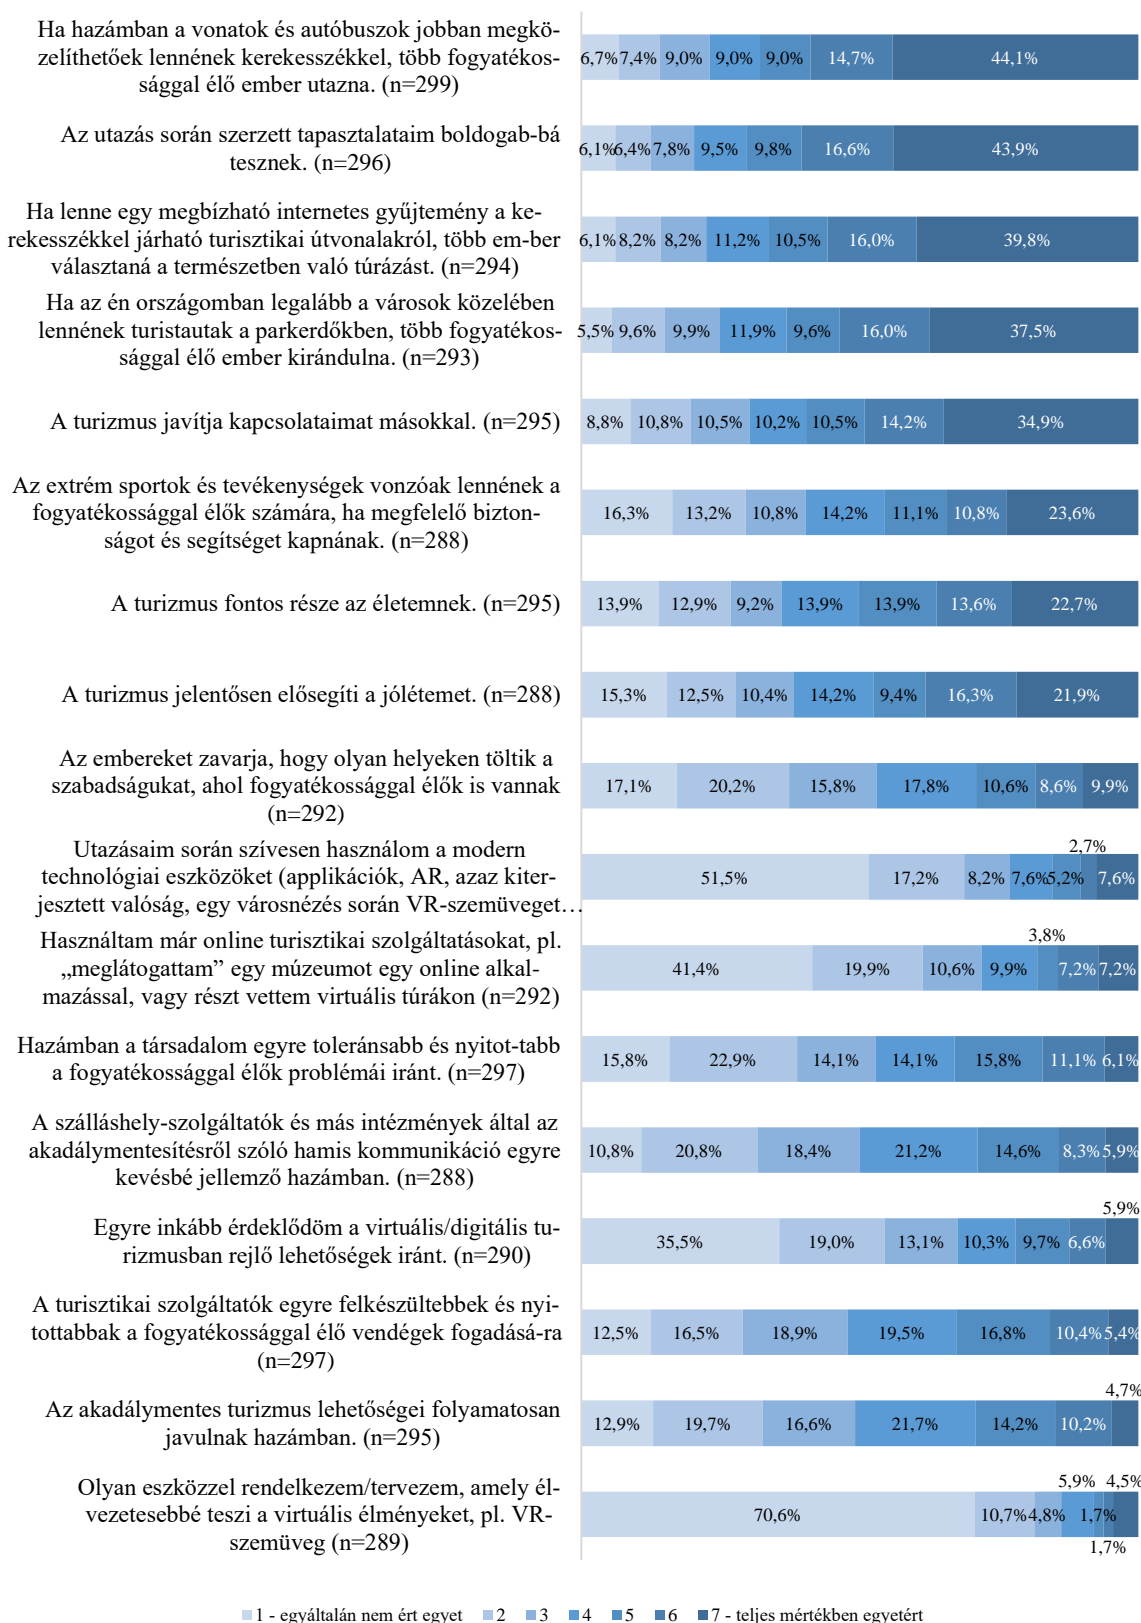 Ha hazámban a vonatok és autóbuszok jobban megkö-
zelíthetőek lennének kerekesszékkel, több fogyatékos-
sággal élő ember utazna. (n=299)
6,7% 7,4% 9,0% 9,0% 9,0% 14,7% 44,1%
Az utazás során szerzett tapasztalataim boldogab-bá
tesznek. (n=296)
6,1% 6,4% 7,8% 9,5% 9,8% 16,6% 43,9%
Ha lenne egy megbízható internetes gyűjtemény a ke-
rekesszékkel járható turisztikai útvonalakról, több em-ber
választaná a természetben való túrázást. (n=294)
6,1% 8,2% 8,2% 11,2% 10,5% 16,0% 39,8%
Ha az én országomban legalább a városok közelében
lennének turistautak a parkerdőkben, több fogyatékos-
sággal élő ember kirándulna. (n=293)
5,5% 9,6% 9,9% 11,9% 9,6% 16,0% 37,5%
A turizmus javítja kapcsolataimat másokkal. (n=295)
8,8% 10,8% 10,5% 10,2% 10,5% 14,2% 34,9%
Az extrém sportok és tevékenységek vonzóak lennének a
fogyatékossággal élők számára, ha megfelelő bizton-
ságot és segítséget kapnának. (n=288)
16,3% 13,2% 10,8% 14,2% 11,1% 10,8% 23,6%
A turizmus fontos része az életemnek. (n=295)
13,9% 12,9% 9,2% 13,9% 13,9% 13,6% 22,7%
A turizmus jelentősen elősegíti a jólétemet. (n=288)
15,3% 12,5% 10,4% 14,2% 9,4% 16,3% 21,9%
Az embereket zavarja, hogy olyan helyeken töltik a
szabadságukat, ahol fogyatékossággal élők is vannak
(n=292)
17,1% 20,2% 15,8% 17,8% 10,6% 8,6% 9,9%
Utazásaim során szívesen használom a modern
technológiai eszközöket (applikációk, AR, azaz kiter-
jesztett valóság, egy városnézés során VR-szemüveget…
2,7%
51,5% 17,2% 8,2% 7,6% 5,2% 7,6%
Használtam már online turisztikai szolgáltatásokat, pl.
„meglátogattam” egy múzeumot egy online alkal-
mazással, vagy részt vettem virtuális túrákon (n=292)
3,8%
41,4% 19,9% 10,6% 9,9% 7,2% 7,2%
Hazámban a társadalom egyre toleránsabb és nyitot-tabb
a fogyatékossággal élők problémái iránt. (n=297)
15,8% 22,9% 14,1% 14,1% 15,8% 11,1% 6,1%
A szálláshely-szolgáltatók és más intézmények által az
akadálymentesítésről szóló hamis kommunikáció egyre
kevésbé jellemző hazámban. (n=288)
10,8% 20,8% 18,4% 21,2% 14,6% 8,3% 5,9%
Egyre inkább érdeklődöm a virtuális/digitális tu-
rizmusban rejlő lehetőségek iránt. (n=290)
5,9%
35,5% 19,0% 13,1% 10,3% 9,7% 6,6%
A turisztikai szolgáltatók egyre felkészültebbek és nyi-
tottabbak a fogyatékossággal élő vendégek fogadásá-ra
(n=297)
12,5% 16,5% 18,9% 19,5% 16,8% 10,4% 5,4%
Az akadálymentes turizmus lehetőségei folyamatosan
javulnak hazámban. (n=295)
4,7%
12,9% 19,7% 16,6% 21,7% 14,2% 10,2%
Olyan eszközzel rendelkezem/tervezem, amely él-
vezetesebbé teszi a virtuális élményeket, pl. VR-
szemüveg (n=289)
5,9% 4,5%
70,6% 10,7% 4,8% 1,7%
1,7%
1 - egyáltalán nem ért egyet 2 3 4 5 6 7 - teljes mértékben egyetért